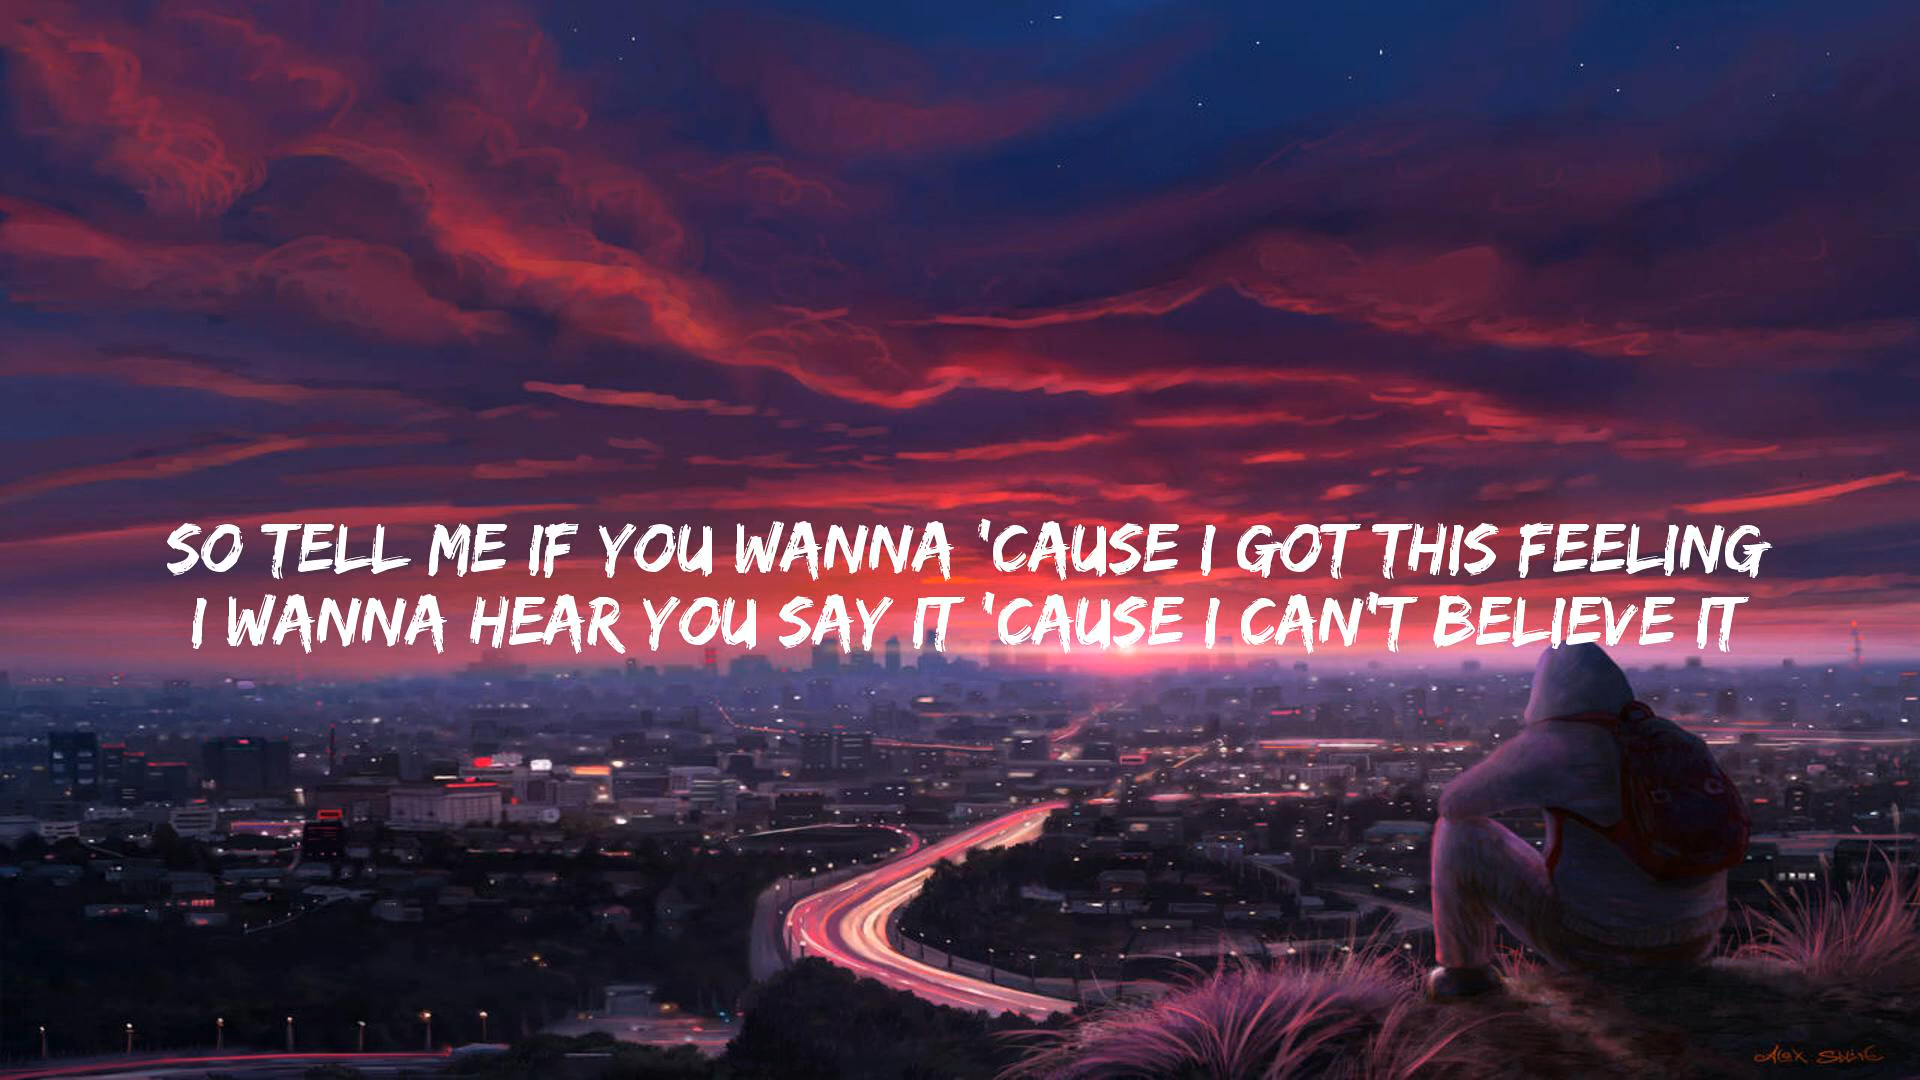 SO TELL ME IF YOU WANNA 'CAUSE I GOT THIS FEELING
I WANNA HEAR YOU SAY IT 'CAUSE I CAN'T BELIEVE IT
Alex